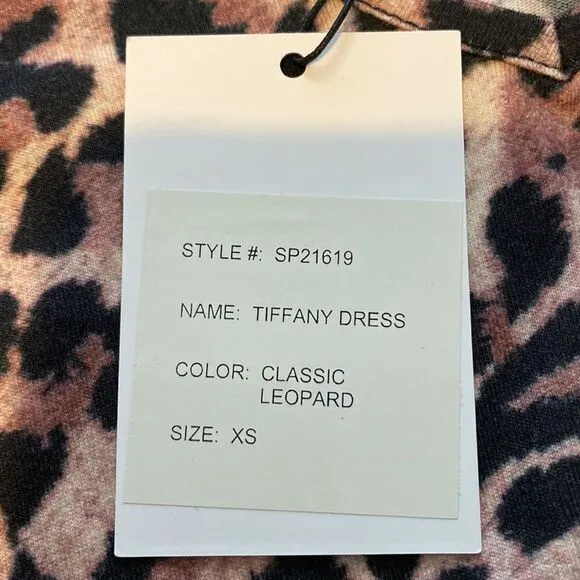 STYLE #: SP21619
NAME: TIFFANY DRESS
COLOR: CLASSIC
LEOPARD
SIZE: XS